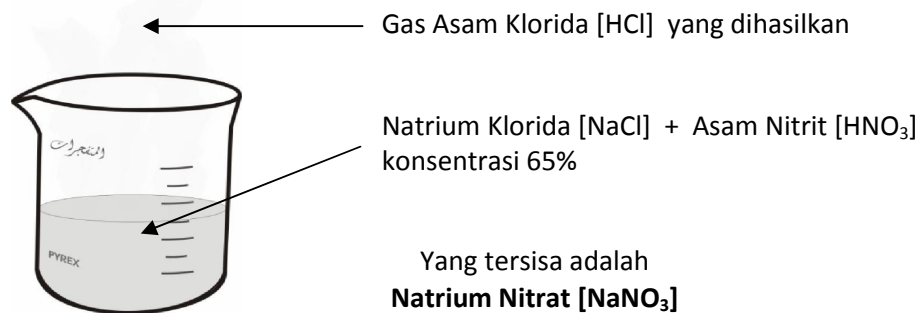 Gas Asam Klorida [HCl] yang dihasilkan
Natrium Klorida [NaCl] + Asam Nitrit [HNO₃]
konsentrasi 65%
المتفجرات
PYREX
Yang tersisa adalah
Natrium Nitrat [NaNO₃]